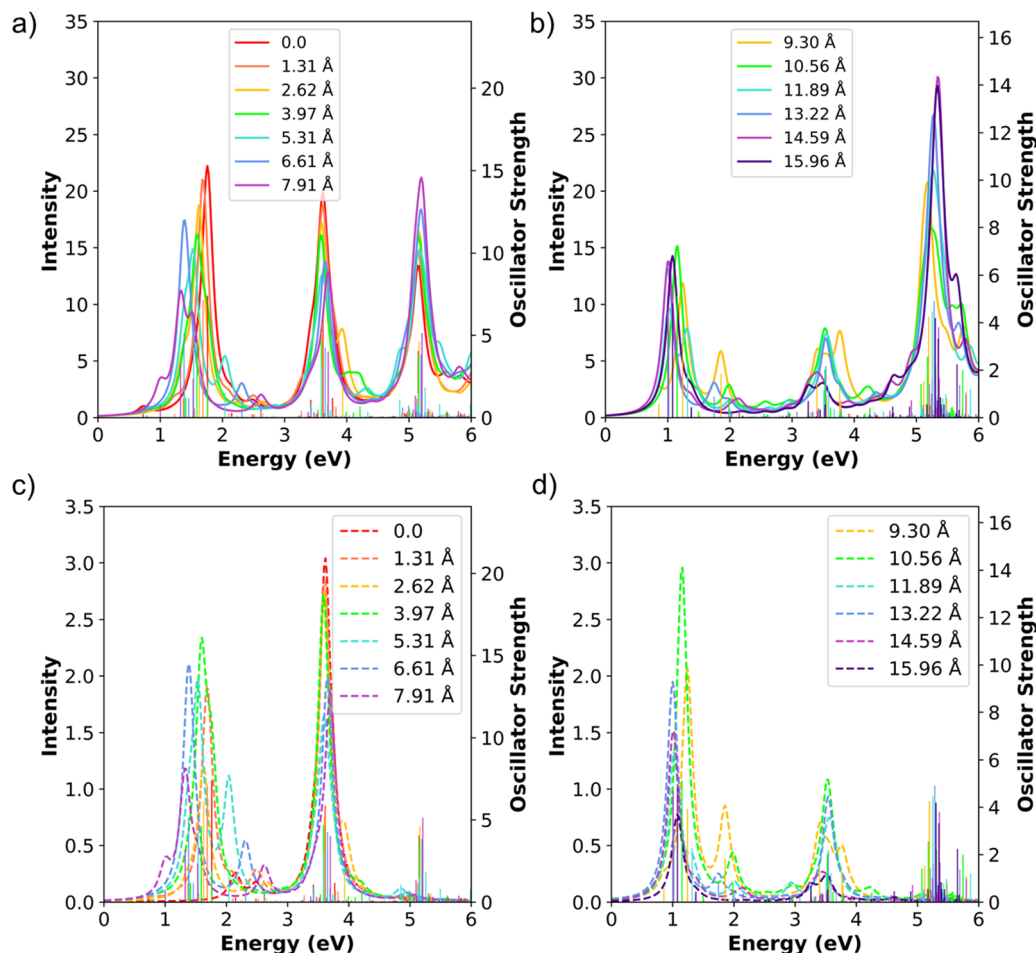 a)
35
30
25
20
15
10
5
0
Intensity
0.0
1.31 Å
2.62 Å
3.97 Å
5.31 Å
6.61 Å
7.91 Å
20
15
10
5
0
Oscillator Strength
0 1 2 3 4 5 6
Energy (eV)
b)
35
30
25
20
15
10
5
0
Intensity
9.30 Å
10.56 Å
11.89 Å
13.22 Å
14.59 Å
15.96 Å
16
14
12
10
8
6
4
2
0
Oscillator Strength
0 1 2 3 4 5 6
Energy (eV)
c)
3.5
3.0
2.5
2.0
1.5
1.0
0.5
0.0
Intensity
0.0
1.31 Å
2.62 Å
3.97 Å
5.31 Å
6.61 Å
7.91 Å
20
15
10
5
0
Oscillator Strength
0 1 2 3 4 5 6
Energy (eV)
d)
3.5
3.0
2.5
2.0
1.5
1.0
0.5
0.0
Intensity
9.30 Å
10.56 Å
11.89 Å
13.22 Å
14.59 Å
15.96 Å
16
14
12
10
8
6
4
2
0
Oscillator Strength
0 1 2 3 4 5 6
Energy (eV)